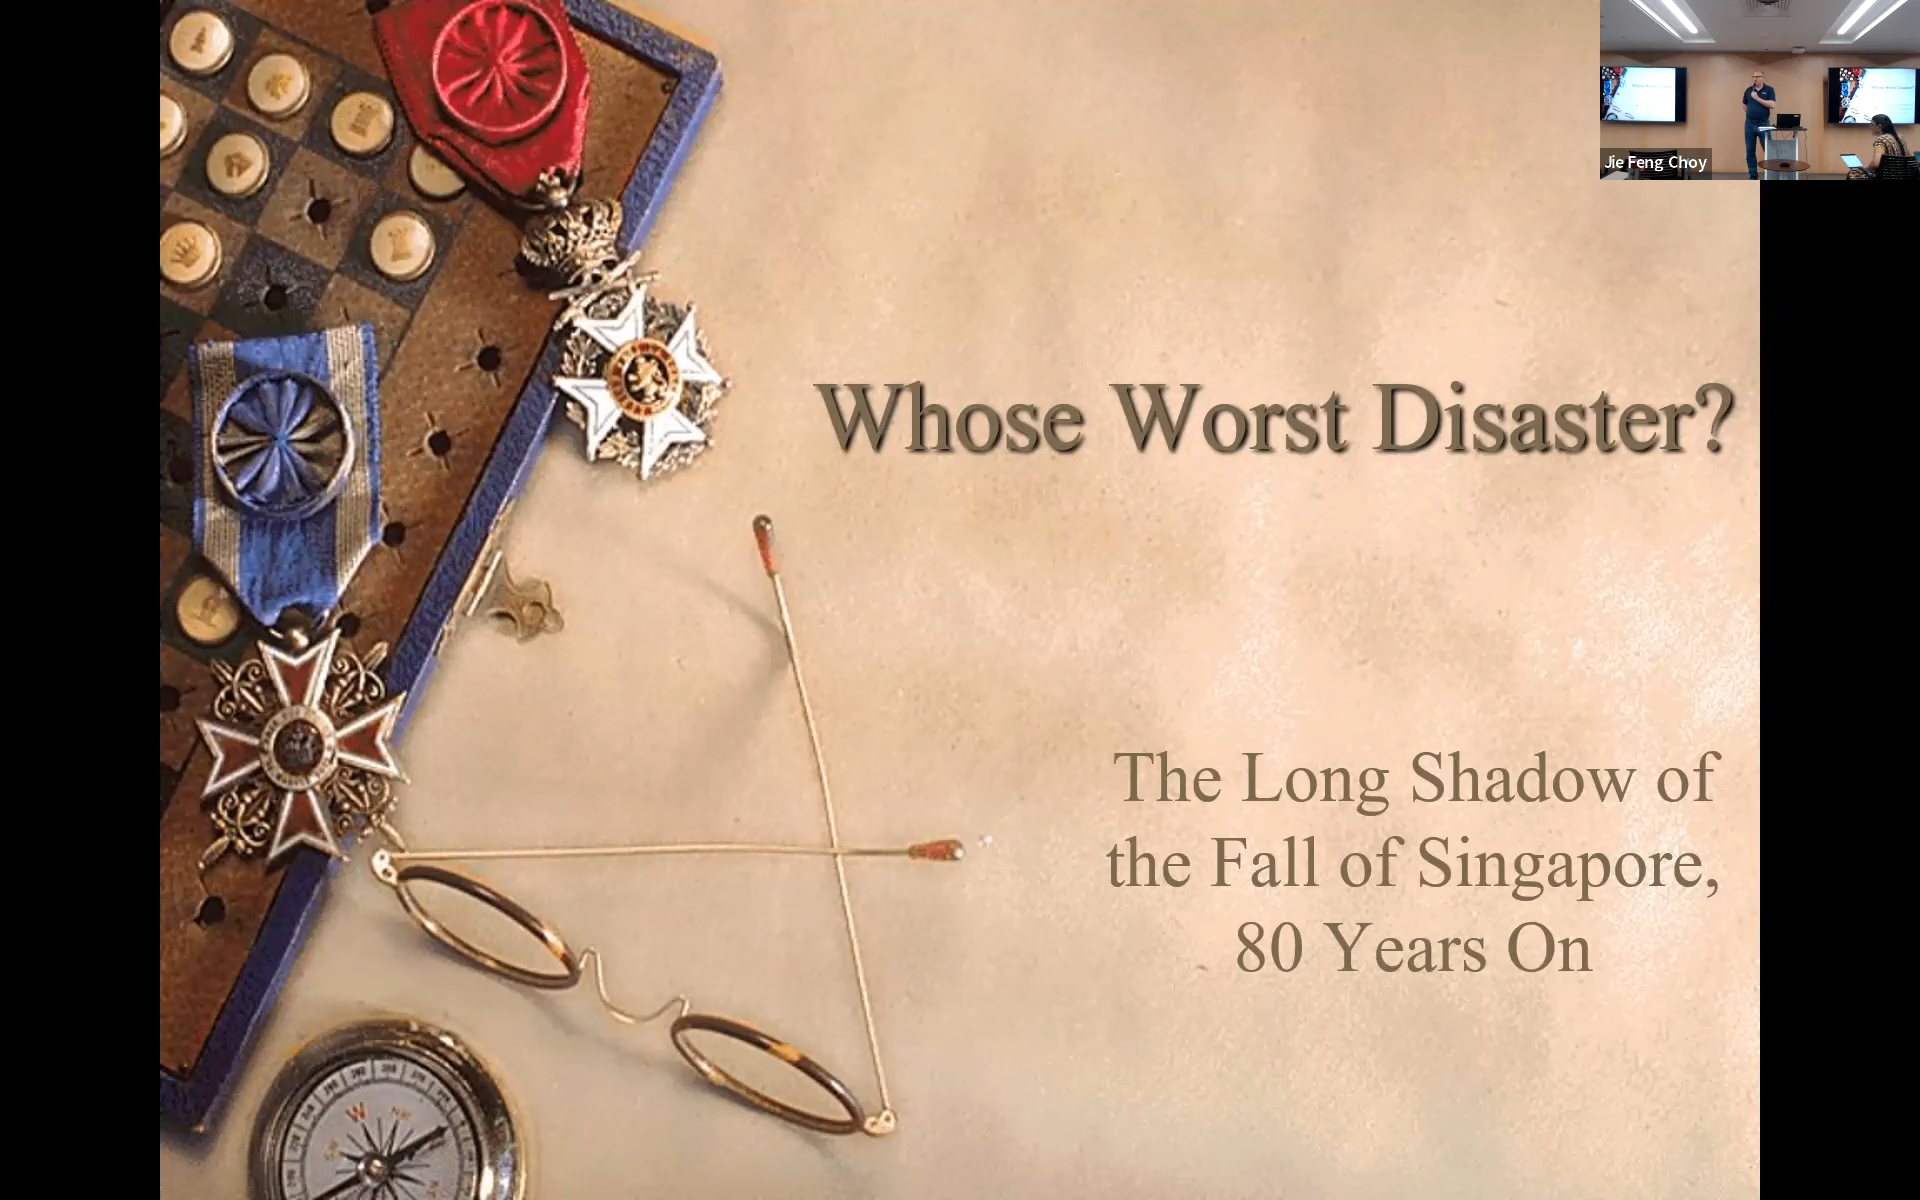 Jie Feng Choy
Whose Worst Disaster?
The Long Shadow of
the Fall of Singapore,
80 Years On